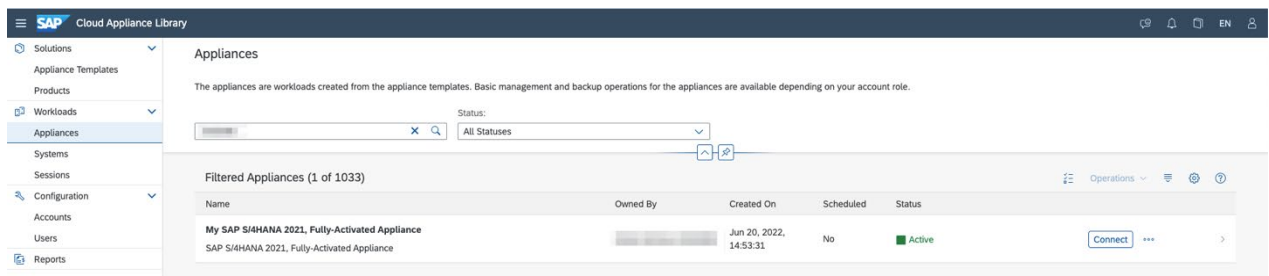 SAP Cloud Appliance Library
EN
Solutions
Appliance Templates
Products
Workloads
Appliances
Systems
Sessions
Configuration
Accounts
Users
Reports
Appliances
The appliances are workloads created from the appliance templates. Basic management and backup operations for the appliances are available depending on your account role.
Status:
All Statuses
Filtered Appliances (1 of 1033)
Operations
Name Owned By Created On Scheduled Status
My SAP S/4HANA 2021, Fully-Activated Appliance
SAP S/4HANA 2021, Fully-Activated Appliance
Jun 20, 2022,
14:53:31
No
Active
Connect